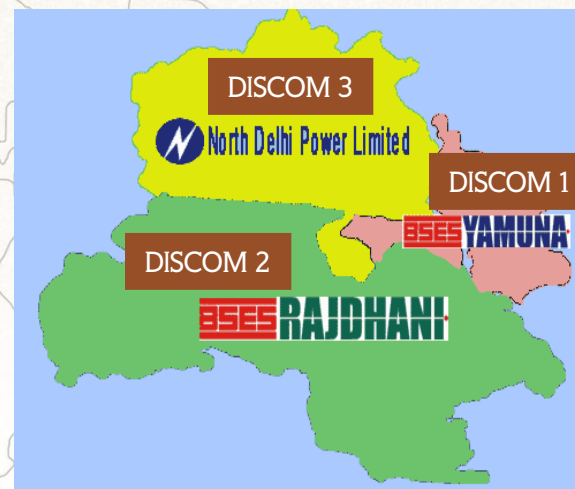 DISCOM 3
North Delhi Power Limited
DISCOM 1
BSES YAMUNA
DISCOM 2
BSES RAJDHANI